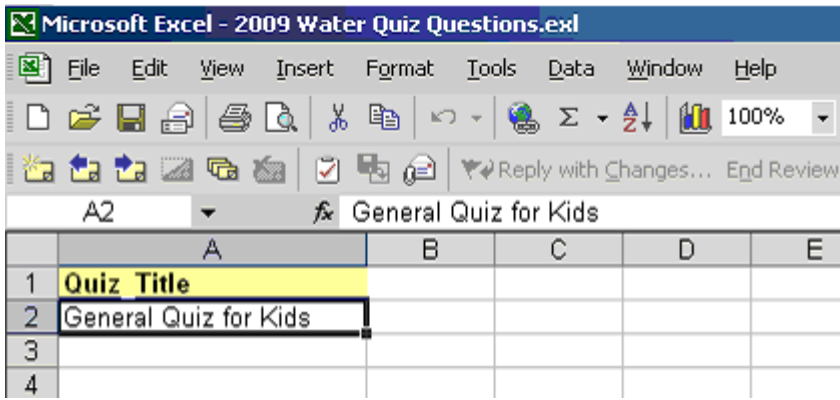 Microsoft Excel - 2009 Water Quiz Questions.exl
File Edit View Insert Format Tools Data Window Help
Σ 100%
Reply with Changes... End Review
A2 fx General Quiz for Kids
A B C D E
1 Quiz_Title
2 General Quiz for Kids
3
4